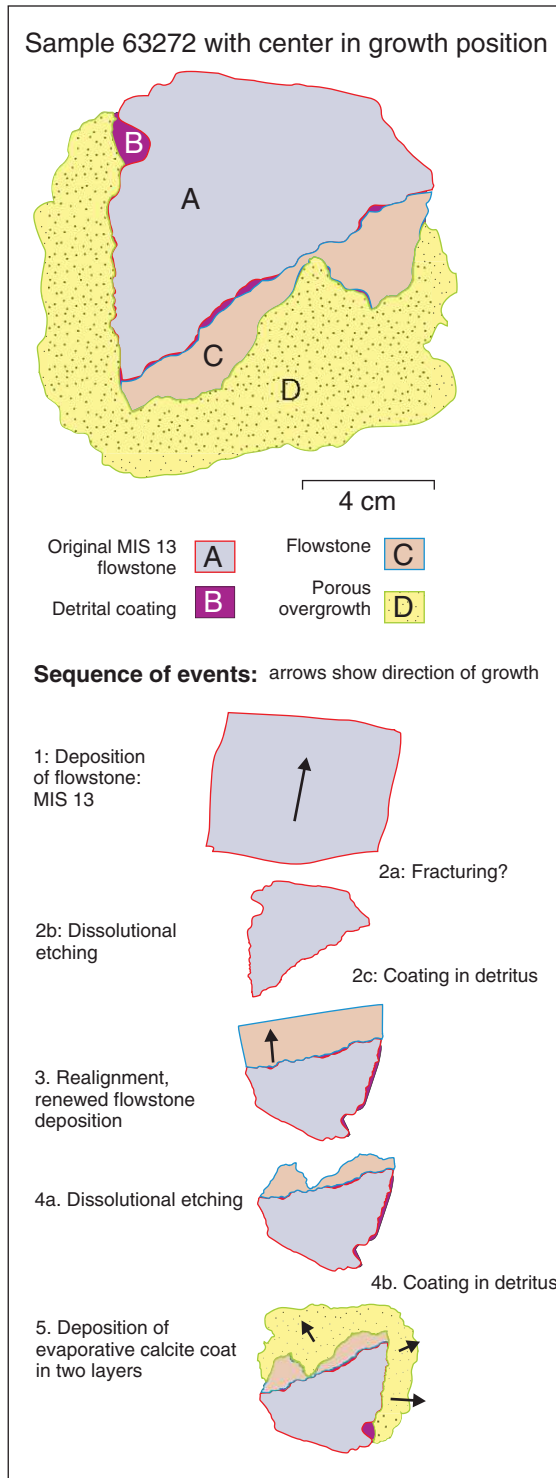 Sample 63272 with center in growth position
B
A
C
D
4 cm
Original MIS 13
flowstone
A
Flowstone
C
Detrital coating
B
Porous
overgrowth
D
Sequence of events: arrows show direction of growth
1: Deposition
of flowstone:
MIS 13
2a: Fracturing?
2b: Dissolutional
etching
2c: Coating in detritus
3. Realignment,
renewed flowstone
deposition
4a. Dissolutional etching
4b. Coating in detritus
5. Deposition of
evaporative calcite coat
in two layers